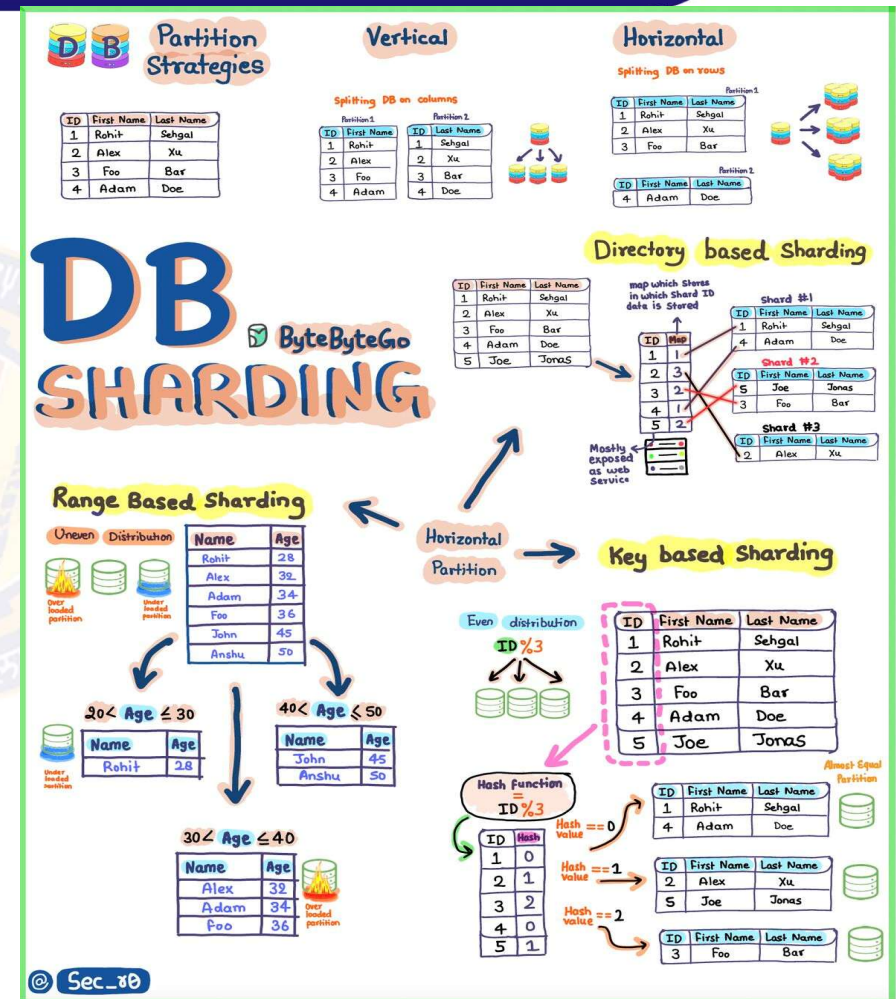 DB
Partition
Strategies
ID First Name Last Name
1 Rohit Sehgal
2 Alex Xu
3 Foo Bar
4 Adam Doe
Vertical
Splitting DB on columns
Partition 1
ID First Name
1 Rohit
2 Alex
3 Foo
4 Adam
Partition 2
ID Last Name
1 Sehgal
2 Xu
3 Bar
4 Doe
Horizontal
Splitting DB on rows
Partition 1
ID First Name Last Name
1 Rohit Sehgal
2 Alex Xu
3 Foo Bar
Partition 2
ID First Name Last Name
4 Adam Doe
DB
ByteByteGo
SHARDING
Directory based Sharding
ID First Name Last Name
1 Rohit Sehgal
2 Alex Xu
3 Foo Bar
4 Adam Doe
5 Joe Jonas
map which Stores
in which Shard ID
data is Stored
ID Map
1 1
2 3
3 2
4 1
5 2
Mostly
exposed
as web
Service
Shard #1
ID First Name Last Name
1 Rohit Sehgal
4 Adam Doe
Shard #2
ID First Name Last Name
5 Joe Jonas
3 Foo Bar
Shard #3
ID First Name Last Name
2 Alex Xu
Horizontal
Partition
Range Based Sharding
Uneven Distribution
Over
loaded
partition
Under
loaded
partition
Name Age
Rohit 28
Alex 32
Adam 34
Foo 36
John 45
Anshu 50
20< Age ≤ 30
Under
loaded
partition
Name Age
Rohit 28
40< Age ≤ 50
Name Age
John 45
Anshu 50
30< Age ≤40
Name Age
Alex 32
Adam 34
Foo 36
Over
loaded
partition
Key based Sharding
Even distribution
ID %3
ID First Name Last Name
1 Rohit Sehgal
2 Alex Xu
3 Foo Bar
4 Adam Doe
5 Joe Jonas
Hash Function
=
ID %3
ID Hash
1 0
2 1
3 2
4 0
5 1
Almost Equal
Partition
Hash
value == 0
ID First Name Last Name
1 Rohit Sehgal
4 Adam Doe
Hash
value == 1
ID First Name Last Name
2 Alex Xu
5 Joe Jonas
Hash
value == 2
ID First Name Last Name
3 Foo Bar
@ Sec_r0